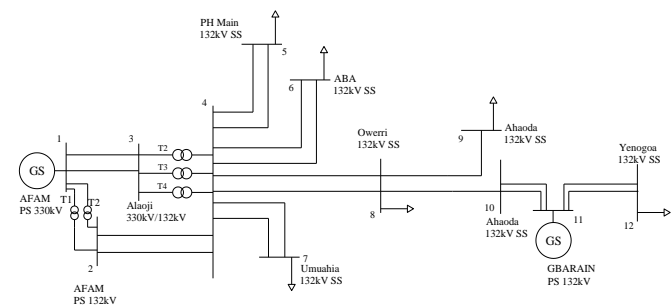 PH Main
132kV SS
5
ABA
132kV SS
6
4
Owerri
132kV SS
8
Ahaoda
132kV SS
9
Yenogoa
132kV SS
12
1
3
T2
T3
T4
GS
AFAM
PS 330kV
T1
T2
Alaoji
330kV/132kV
2
AFAM
PS 132kV
7
Umuahia
132kV SS
10
Ahaoda
132kV SS
11
GS
GBARAIN
PS 132kV